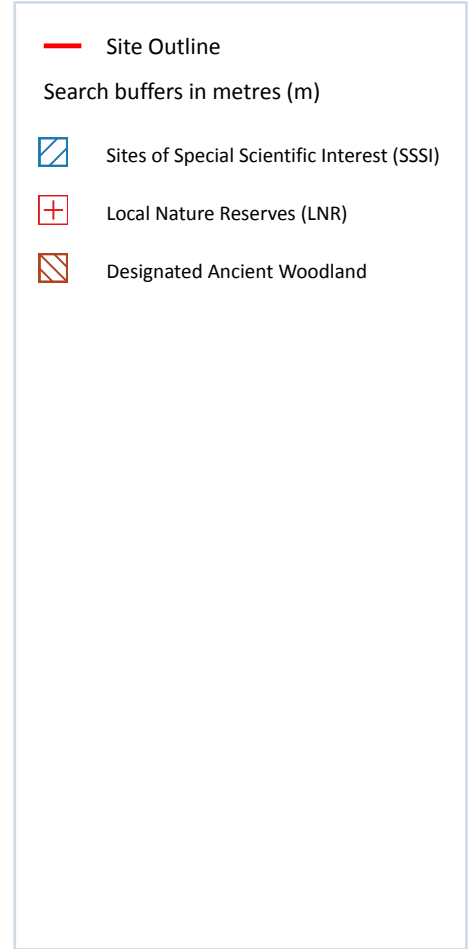 Site Outline
Search buffers in metres (m)
Sites of Special Scientific Interest (SSSI)
Local Nature Reserves (LNR)
Designated Ancient Woodland